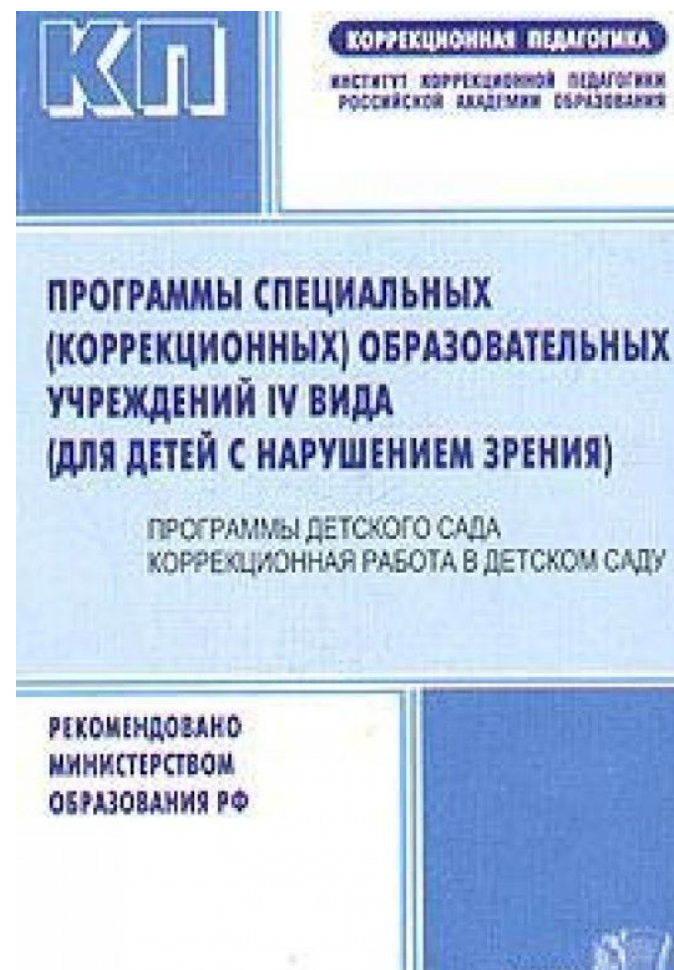 КП
КОРРЕКЦИОННАЯ ПЕДАГОГИКА
ИНСТИТУТ КОРРЕКЦИОННОЙ ПЕДАГОГИКИ
РОССИЙСКОЙ АКАДЕМИИ ОБРАЗОВАНИЯ
ПРОГРАММЫ СПЕЦИАЛЬНЫХ
(КОРРЕКЦИОННЫХ) ОБРАЗОВАТЕЛЬНЫХ
УЧРЕЖДЕНИЙ IV ВИДА
(ДЛЯ ДЕТЕЙ С НАРУШЕНИЕМ ЗРЕНИЯ)
ПРОГРАММЫ ДЕТСКОГО САДА
КОРРЕКЦИОННАЯ РАБОТА В ДЕТСКОМ САДУ
РЕКОМЕНДОВАНО
МИНИСТЕРСТВОМ
ОБРАЗОВАНИЯ РФ